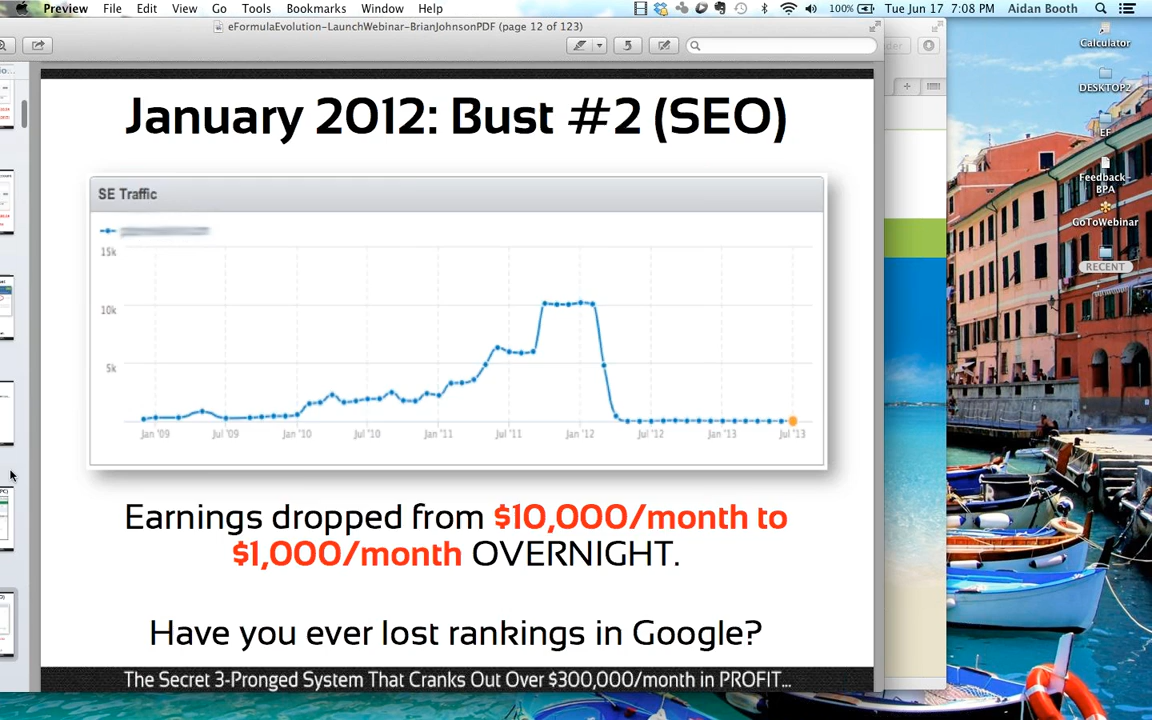 Preview File Edit View Go Tools Bookmarks Window Help
100% Tue Jun 17 7:08 PM Aidan Booth
eFormulaEvolution-LaunchWebinar-BrianJohnsonPDF (page 12 of 123)
January 2012: Bust #2 (SEO)
SE Traffic
15k
10k
5k
Jan '09 Jul '09 Jan '10 Jul '10 Jan '11 Jul '11 Jan '12 Jul '12 Jan '13 Jul '13
Earnings dropped from $10,000/month to
$1,000/month OVERNIGHT.
Have you ever lost rankings in Google?
The Secret 3-Pronged System That Cranks Out Over $300,000/month in PROFIT...
Calculator
DESKTOP2
EF
Feedback-
BPA
GoToWebinar
RECENT